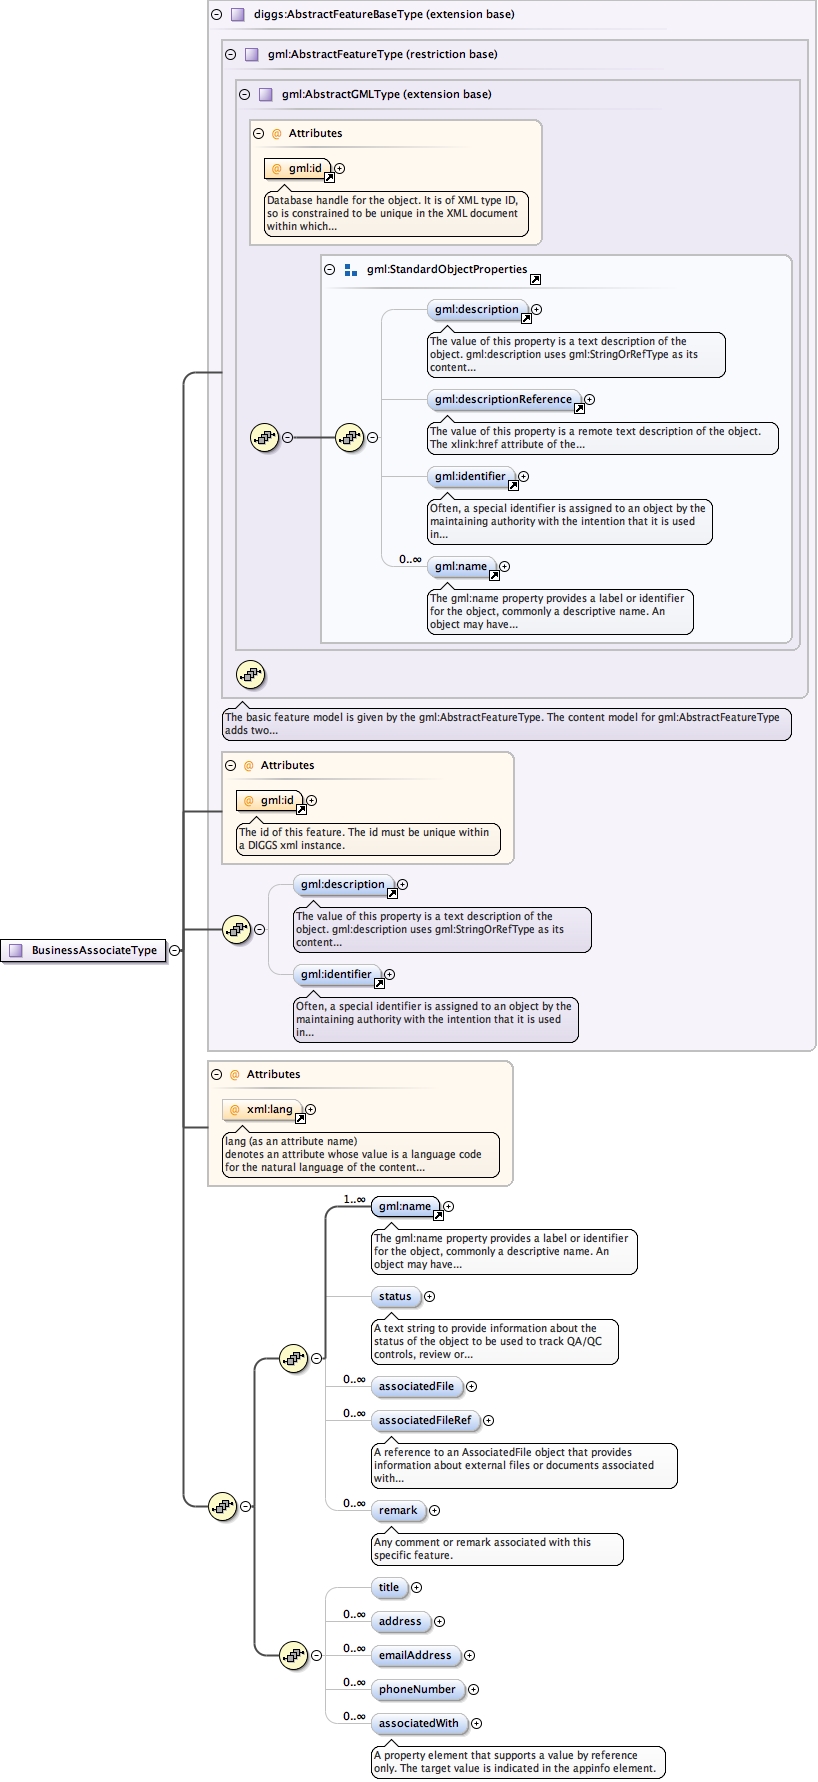 diggs:AbstractFeatureBaseType (extension base)
gml:AbstractFeatureType (restriction base)
gml:AbstractGMLType (extension base)
@ Attributes
@ gml:id
Database handle for the object. It is of XML type ID,
so is constrained to be unique in the XML document
within which...
gml:StandardObjectProperties
gml:description
The value of this property is a text description of the
object. gml:description uses gml:StringOrRefType as its
content...
gml:descriptionReference
The value of this property is a remote text description of the object.
The xlink:href attribute of the...
gml:identifier
Often, a special identifier is assigned to an object by the
maintaining authority with the intention that it is used
in...
0..∞
gml:name
The gml:name property provides a label or identifier
for the object, commonly a descriptive name. An
object may have...
The basic feature model is given by the gml:AbstractFeatureType. The content model for gml:AbstractFeatureType
adds two...
@ Attributes
@ gml:id
The id of this feature. The id must be unique within
a DIGGS xml instance.
gml:description
The value of this property is a text description of the
object. gml:description uses gml:StringOrRefType as its
content...
BusinessAssociateType
gml:identifier
Often, a special identifier is assigned to an object by the
maintaining authority with the intention that it is used
in...
@ Attributes
@ xml:lang
lang (as an attribute name)
denotes an attribute whose value is a language code
for the natural language of the content...
1..∞
gml:name
The gml:name property provides a label or identifier
for the object, commonly a descriptive name. An
object may have...
status
A text string to provide information about the
status of the object to be used to track QA/QC
controls, review or...
0..∞
associatedFile
0..∞
associatedFileRef
A reference to an AssociatedFile object that provides
information about external files or documents associated
with...
0..∞
remark
Any comment or remark associated with this
specific feature.
title
0..∞
address
0..∞
emailAddress
0..∞
phoneNumber
0..∞
associatedWith
A property element that supports a value by reference
only. The target value is indicated in the appinfo element.